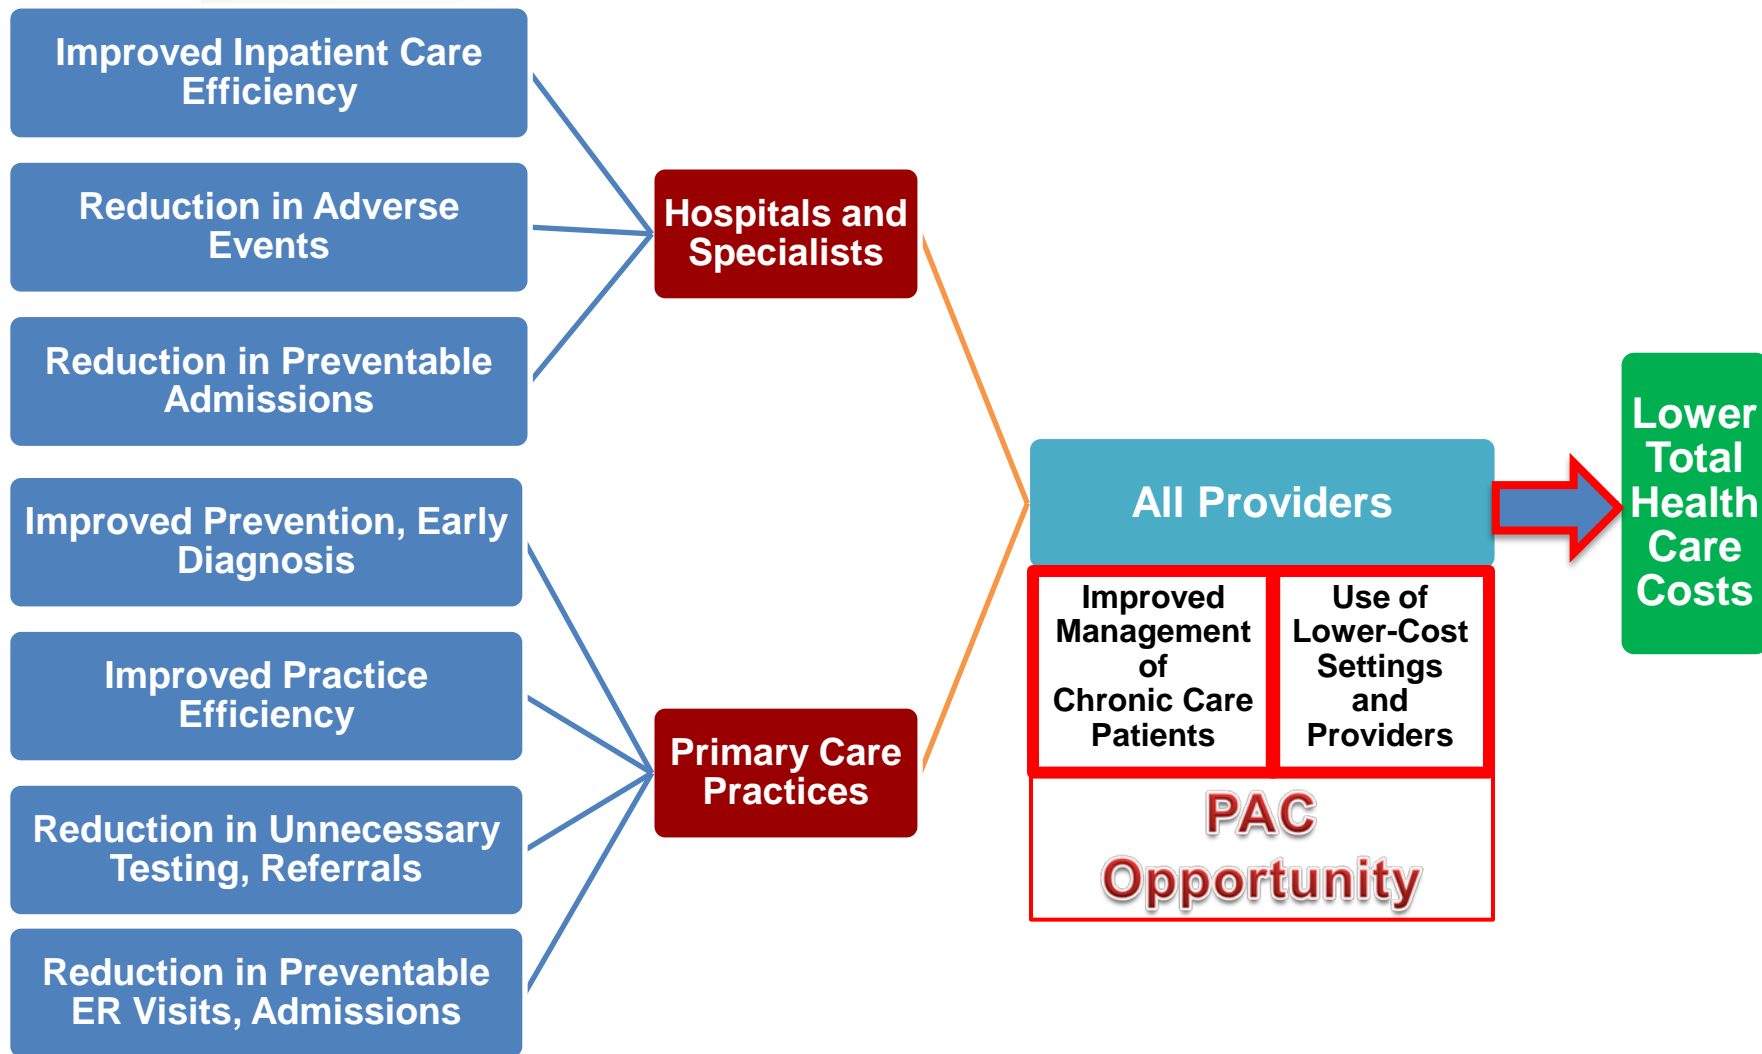 Improved Inpatient Care
Efficiency
Reduction in Adverse
Events
Reduction in Preventable
Admissions
Improved Prevention, Early
Diagnosis
Improved Practice
Efficiency
Reduction in Unnecessary
Testing, Referrals
Reduction in Preventable
ER Visits, Admissions
Hospitals and
Specialists
Primary Care
Practices
All Providers
Improved
Management
of
Chronic Care
Patients
Use of
Lower-Cost
Settings
and
Providers
PAC
Opportunity
Lower
Total
Health
Care
Costs